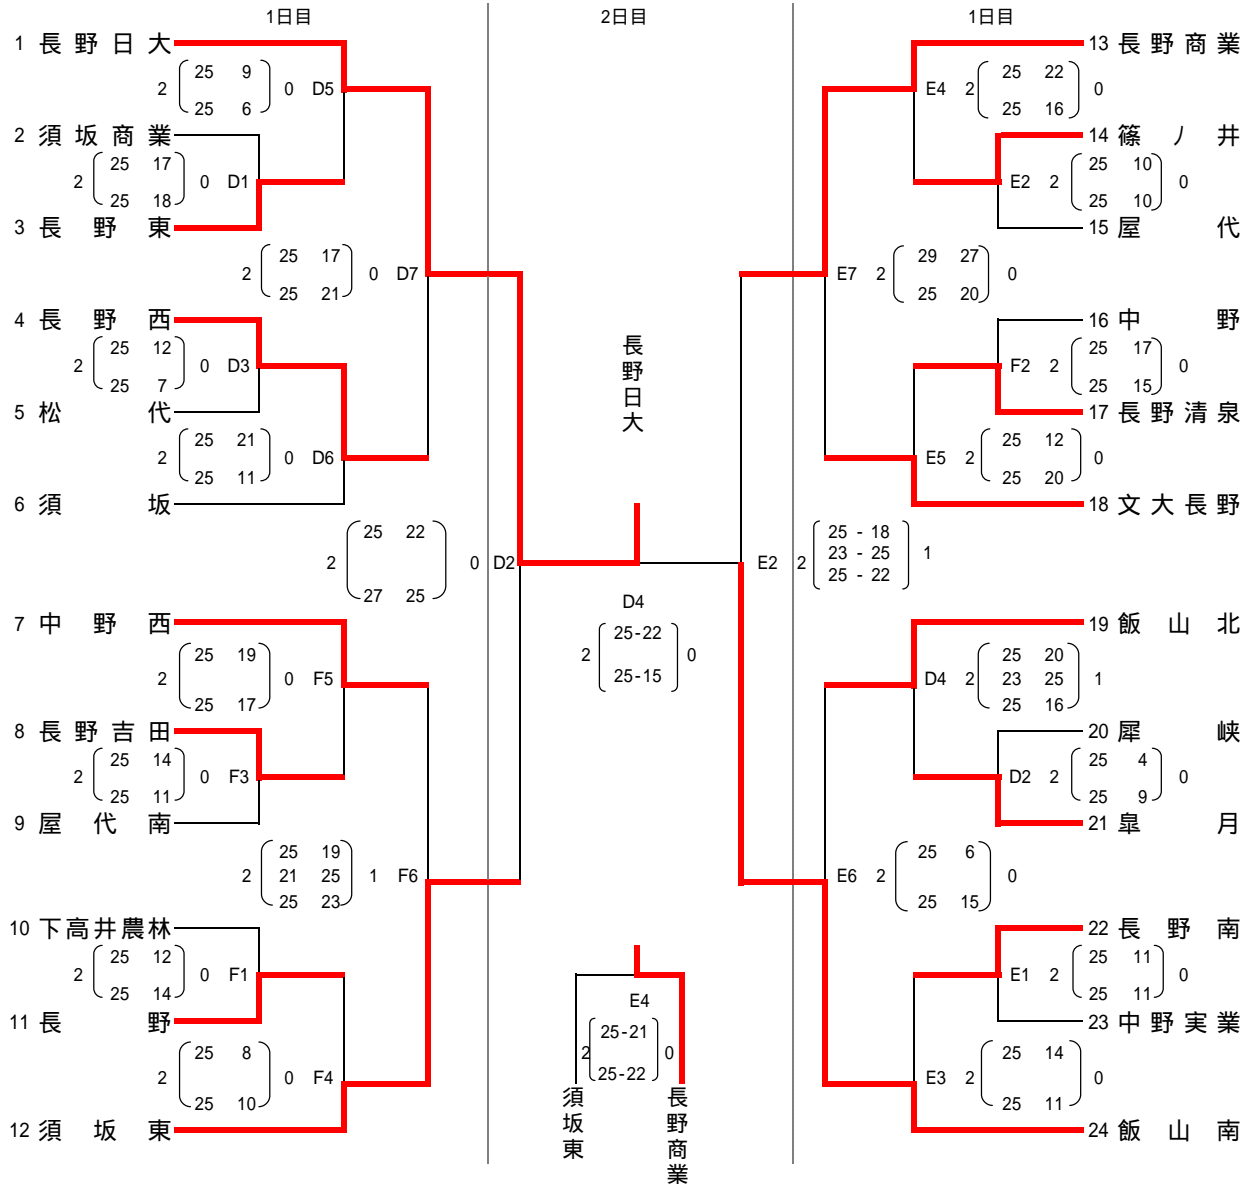 1日目 2日目 1日目
1 長野日大
25 9
2 0 D5
25 6
2 須坂商業
25 17
2 0 D1
25 18
3 長野東
25 17
2 0 D7
25 21
4 長野西
25 12
2 0 D3
25 7
5 松代
25 21
2 0 D6
25 11
6 須坂
25 22
2 0 D2
27 25
7 中野西
25 19
2 0 F5
25 17
8 長野吉田
25 14
2 0 F3
25 11
9 屋代南
25 19
2 21 25 1 F6
25 23
10 下高井農林
25 12
2 0 F1
25 14
11 長野
25 8
2 0 F4
25 10
12 須坂東
長野日大
D4
25-22
2 0
25-15
E4
25-21
2 0
25-22
須坂東
長野商業
13 長野商業
25 22
E4 2 0
25 16
14 篠ノ井
25 10
E2 2 0
25 10
15 屋代
29 27
E7 2 0
25 20
16 中野
25 17
F2 2 0
25 15
17 長野清泉
25 12
E5 2 0
25 20
18 文大長野
25 - 18
E2 2 23 - 25 1
25 - 22
19 飯山北
25 20
D4 2 23 25 1
25 16
20 犀峡
25 4
D2 2 0
25 9
21 皐月
25 6
E6 2 0
25 15
22 長野南
25 11
E1 2 0
25 11
23 中野実業
25 14
E3 2 0
25 11
24 飯山南